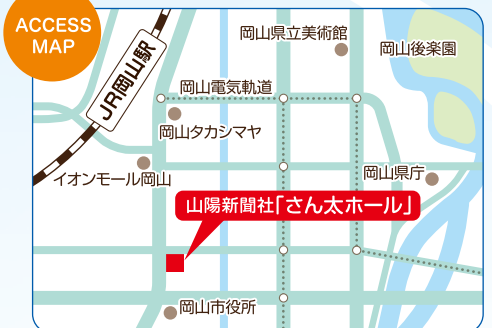 ACCESS
MAP
岡山県立美術館
岡山後楽園
JR岡山駅
岡山電気軌道
岡山タカシマヤ
イオンモール岡山
岡山県庁
山陽新聞社「さん太ホール」
岡山市役所